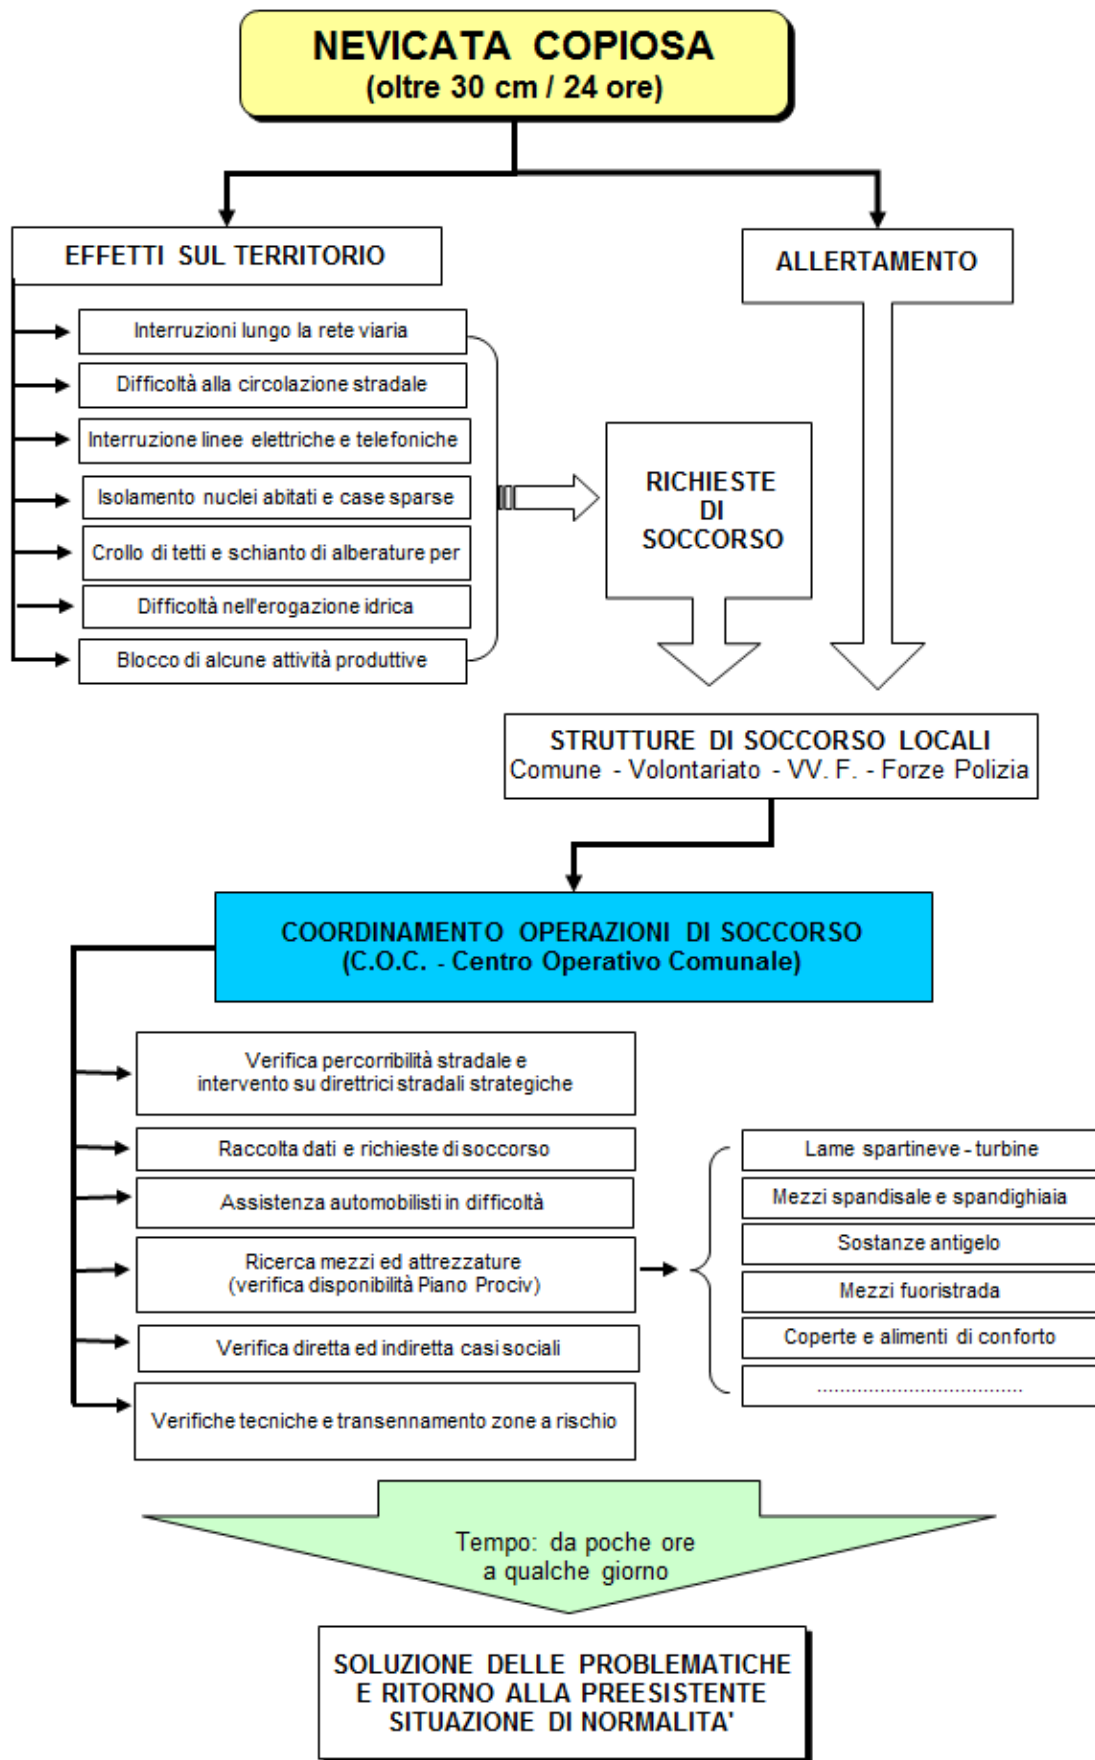 NEVICATA COPIOSA
(oltre 30 cm / 24 ore)
EFFETTI SUL TERRITORIO
ALLERTAMENTO
Interruzioni lungo la rete viaria
Difficoltà alla circolazione stradale
Interruzione linee elettriche e telefoniche
Isolamento nuclei abitati e case sparse
Crollo di tetti e schianto di alberature per
Difficoltà nell'erogazione idrica
Blocco di alcune attività produttive
RICHIESTE
DI
SOCCORSO
STRUTTURE DI SOCCORSO LOCALI
Comune - Volontariato - VV. F. - Forze Polizia
COORDINAMENTO OPERAZIONI DI SOCCORSO
(C.O.C. - Centro Operativo Comunale)
Verifica percorribilità stradale e
intervento su direttrici stradali strategiche
Raccolta dati e richieste di soccorso
Assistenza automobilisti in difficoltà
Ricerca mezzi ed attrezzature
(verifica disponibilità Piano Prociv)
Verifica diretta ed indiretta casi sociali
Verifiche tecniche e transennamento zone a rischio
Lame spartineve - turbine
Mezzi spandisale e spandighiaia
Sostanze antigelo
Mezzi fuoristrada
Coperte e alimenti di conforto
....................................
Tempo: da poche ore
a qualche giorno
SOLUZIONE DELLE PROBLEMATICHE
E RITORNO ALLA PREESISTENTE
SITUAZIONE DI NORMALITA'